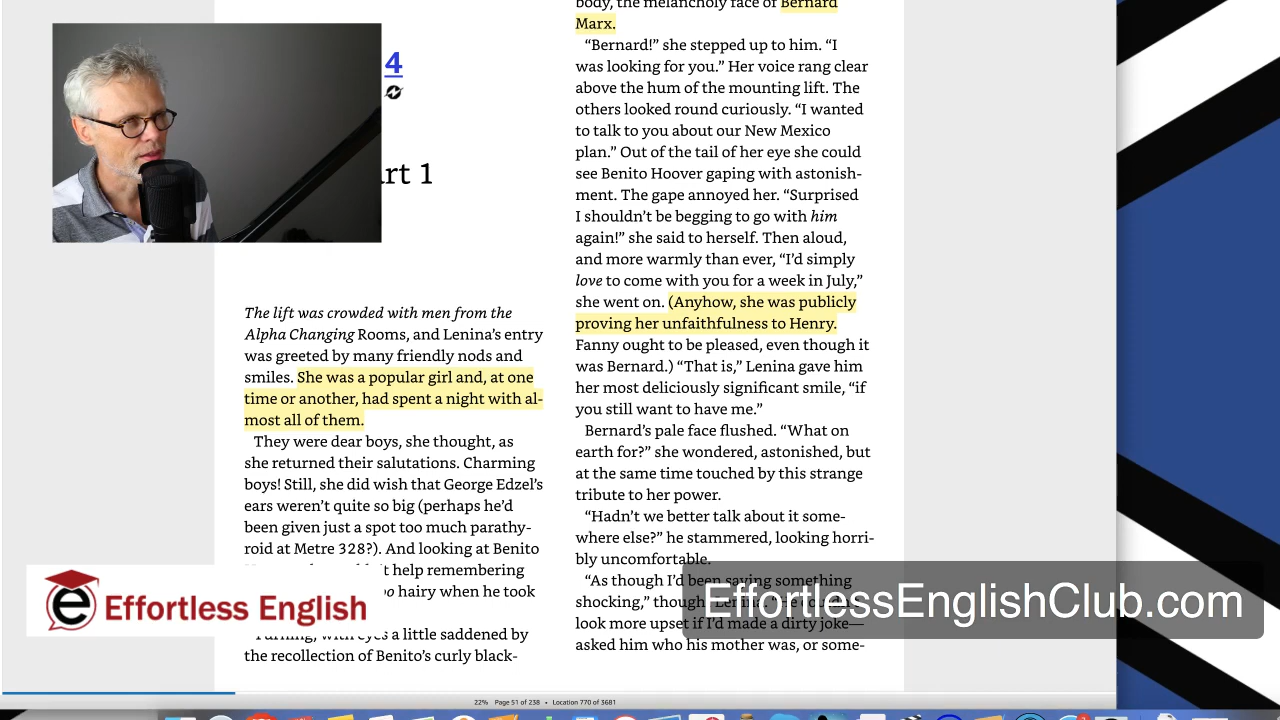 4
art 1
The lift was crowded with men from the
Alpha Changing Rooms, and Lenina’s entry
was greeted by many friendly nods and
smiles. She was a popular girl and, at one
time or another, had spent a night with al-
most all of them.
They were dear boys, she thought, as
she returned their salutations. Charming
boys! Still, she did wish that George Edzel’s
ears weren’t quite so big (perhaps he’d
been given just a spot too much parathy-
roid at Metre 328?). And looking at Benito
help remembering
hairy when he took
Turning, with eyes a little saddened by
the recollection of Benito’s curly black-
body, the melancholy face of Bernard
Marx.
“Bernard!” she stepped up to him. “I
was looking for you.” Her voice rang clear
above the hum of the mounting lift. The
others looked round curiously. “I wanted
to talk to you about our New Mexico
plan.” Out of the tail of her eye she could
see Benito Hoover gaping with astonish-
ment. The gape annoyed her. “Surprised
I shouldn’t be begging to go with him
again!” she said to herself. Then aloud,
and more warmly than ever, “I’d simply
love to come with you for a week in July,”
she went on. (Anyhow, she was publicly
proving her unfaithfulness to Henry.
Fanny ought to be pleased, even though it
was Bernard.) “That is,” Lenina gave him
her most deliciously significant smile, “if
you still want to have me.”
Bernard’s pale face flushed. “What on
earth for?” she wondered, astonished, but
at the same time touched by this strange
tribute to her power.
“Hadn’t we better talk about it some-
where else?” he stammered, looking horri-
bly uncomfortable.
“As though I’d been saying something
shocking,” thought Lenina. “He couldn’t
look more upset if I’d made a dirty joke—
asked him who his mother was, or some-
e Effortless English
EffortlessEnglishClub.com
22% Page 51 of 238 • Location 770 of 3681